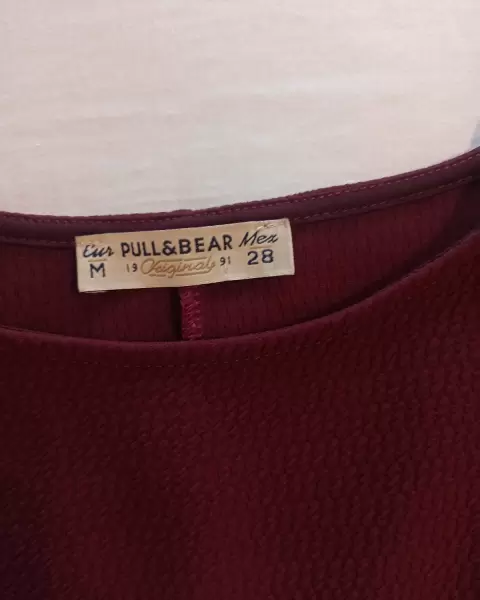 Eur PULL&BEAR Mex
M 19 Original 91 28